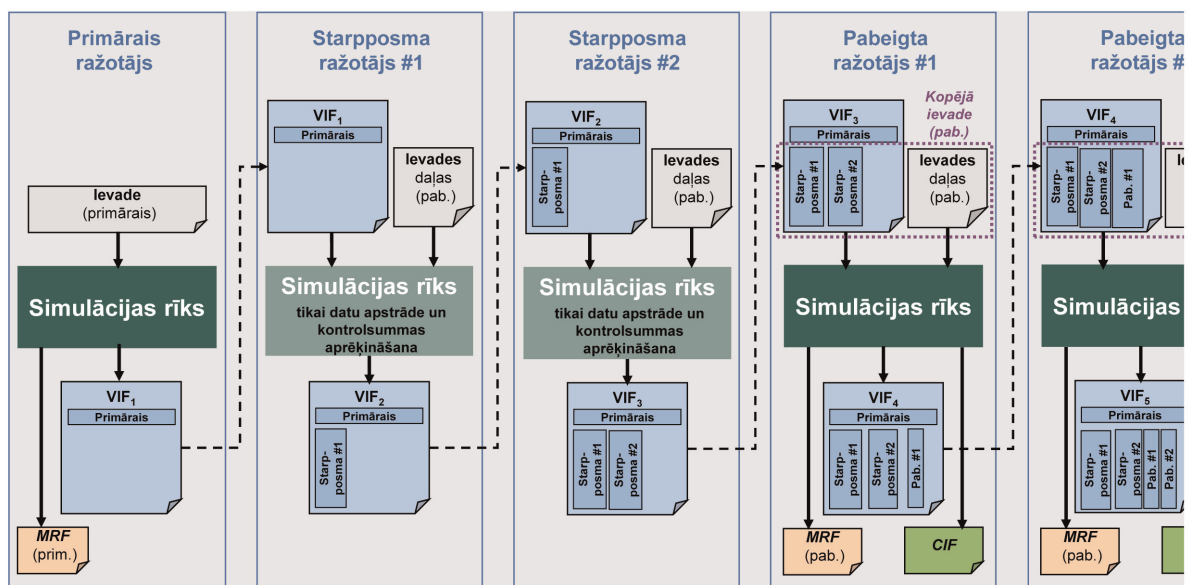 Primārais
ražotājs
Ievade
(primārais)
Simulācijas rīks
VIF₁
Primārais
MRF
(prim.)
Starpposma
ražotājs #1
VIF₁
Primārais
Ievades
daļas
(pab.)
Simulācijas rīks
tikai datu apstrāde un
kontrolsummas
aprēķināšana
VIF₂
Primārais
Starp-
posma #1
Starpposma
ražotājs #2
VIF₂
Primārais
Starp-
posma #1
Ievades
daļas
(pab.)
Simulācijas rīks
tikai datu apstrāde un
kontrolsummas
aprēķināšana
VIF₃
Primārais
Starp-
posma #1
Starp-
posma #2
Pabeigta
ražotājs #1
Kopējā
ievade
(pab.)
VIF₃
Primārais
Starp-
posma #1
Starp-
posma #2
Ievades
daļas
(pab.)
Simulācijas rīks
VIF₄
Primārais
Starp-
posma #1
Starp-
posma #2
Pab. #1
MRF
(pab.)
CIF
Pabeigta
ražotājs #
VIF₄
Primārais
Starp-
posma #1
Starp-
posma #2
Pab. #1
Simulācijas
VIF₅
Primārais
Starp-
posma #1
Starp-
posma #2
Pab. #1
Pab. #2
MRF
(pab.)